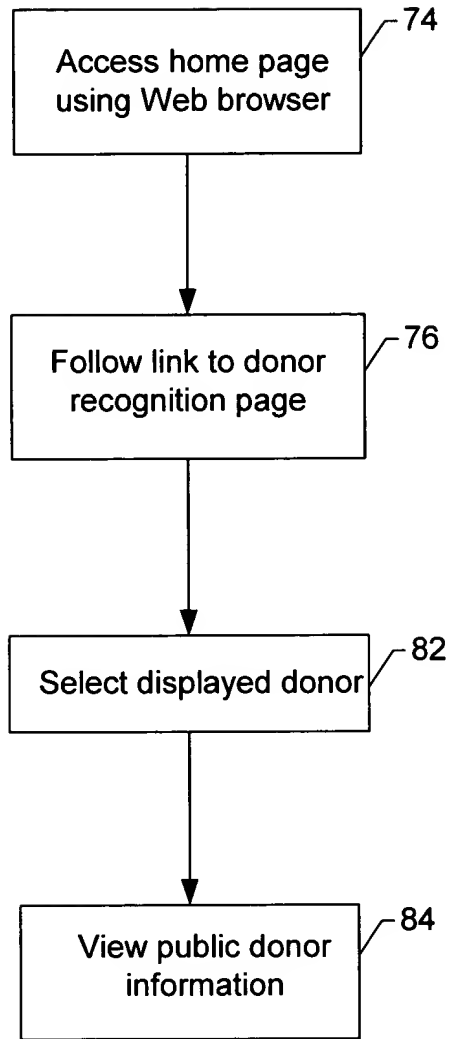 74
Access home page
using Web browser
76
Follow link to donor
recognition page
82
Select displayed donor
84
View public donor
information